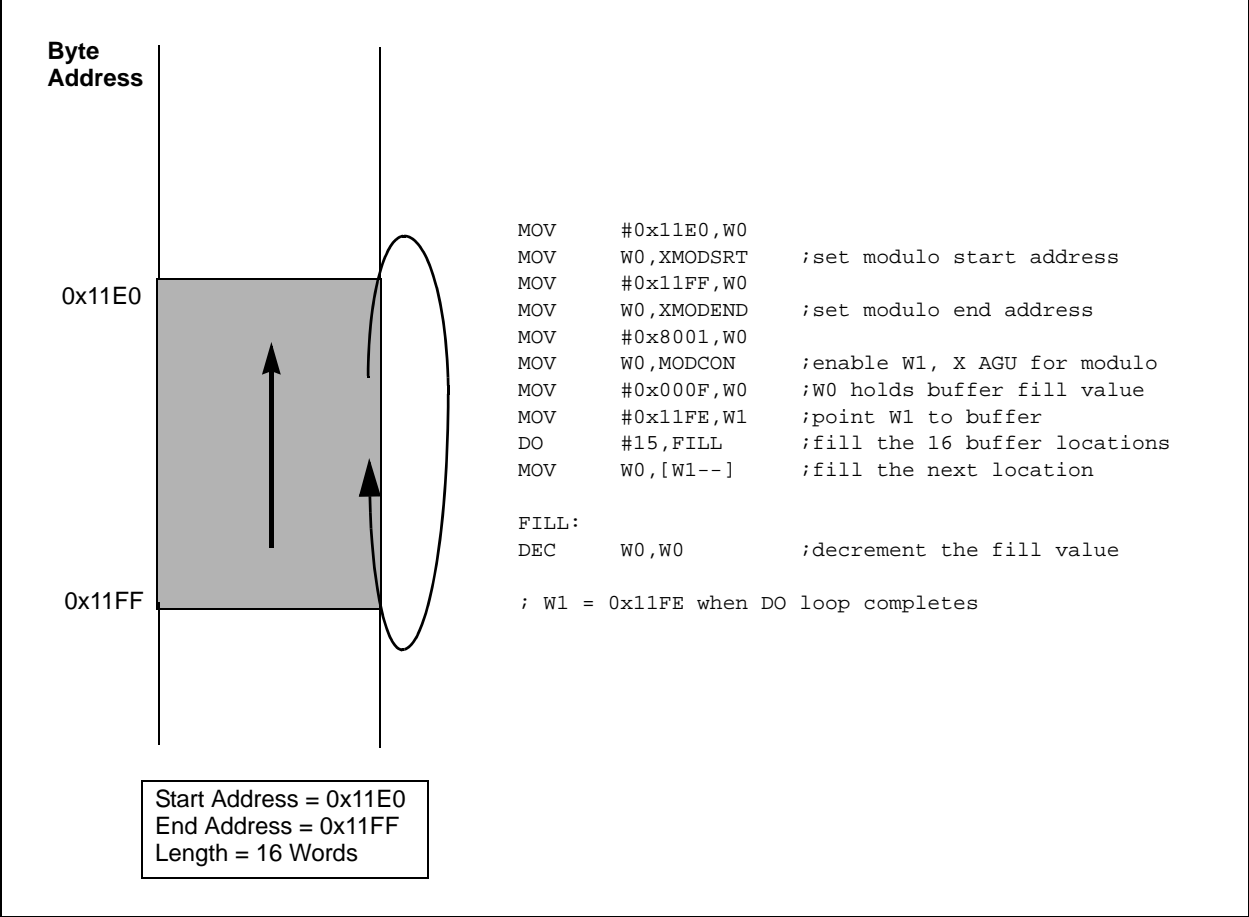 Byte
Address
MOV #0x11E0,W0
MOV W0,XMODSRT ;set modulo start address
MOV #0x11FF,W0
MOV W0,XMODEND ;set modulo end address
MOV #0x8001,W0
MOV W0,MODCON ;enable W1, X AGU for modulo
MOV #0x000F,W0 ;W0 holds buffer fill value
MOV #0x11FE,W1 ;point W1 to buffer
DO #15,FILL ;fill the 16 buffer locations
MOV W0,[W1--] ;fill the next location
FILL:
DEC W0,W0 ;decrement the fill value
; W1 = 0x11FE when DO loop completes
0x11E0
0x11FF
Start Address = 0x11E0
End Address = 0x11FF
Length = 16 Words